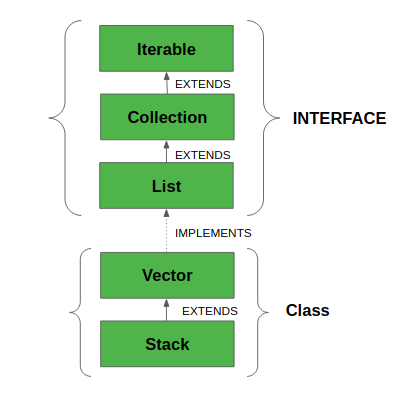 Iterable
EXTENDS
Collection
INTERFACE
EXTENDS
List
IMPLEMENTS
Vector
EXTENDS
Class
Stack